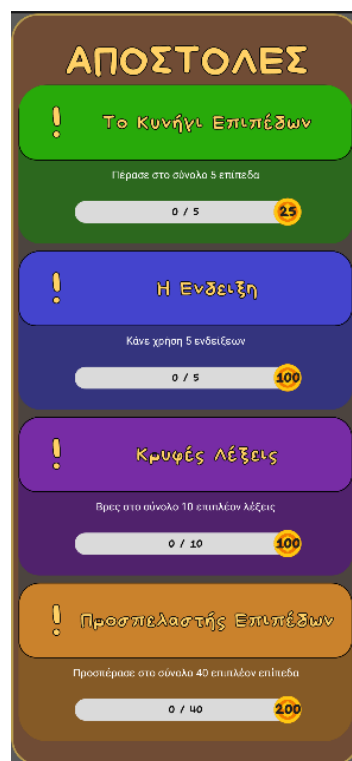 ΑΠΟΣΤΟΛΕΣ
! Το Κυνήγι Επιπέδων
Πέρασε στο σύνολο 5 επίπεδα
0 / 5 25
! Η Ενδειξη
Κάνε χρήση 5 ενδείξεων
0 / 5 100
! Κρυφές Λέξεις
Βρες στο σύνολο 10 επιπλέον λέξεις
0 / 10 100
! Προσπελαστής Επιπέδων
Προσπέρασε στο σύνολο 40 επιπλέον επίπεδα
0 / 40 200